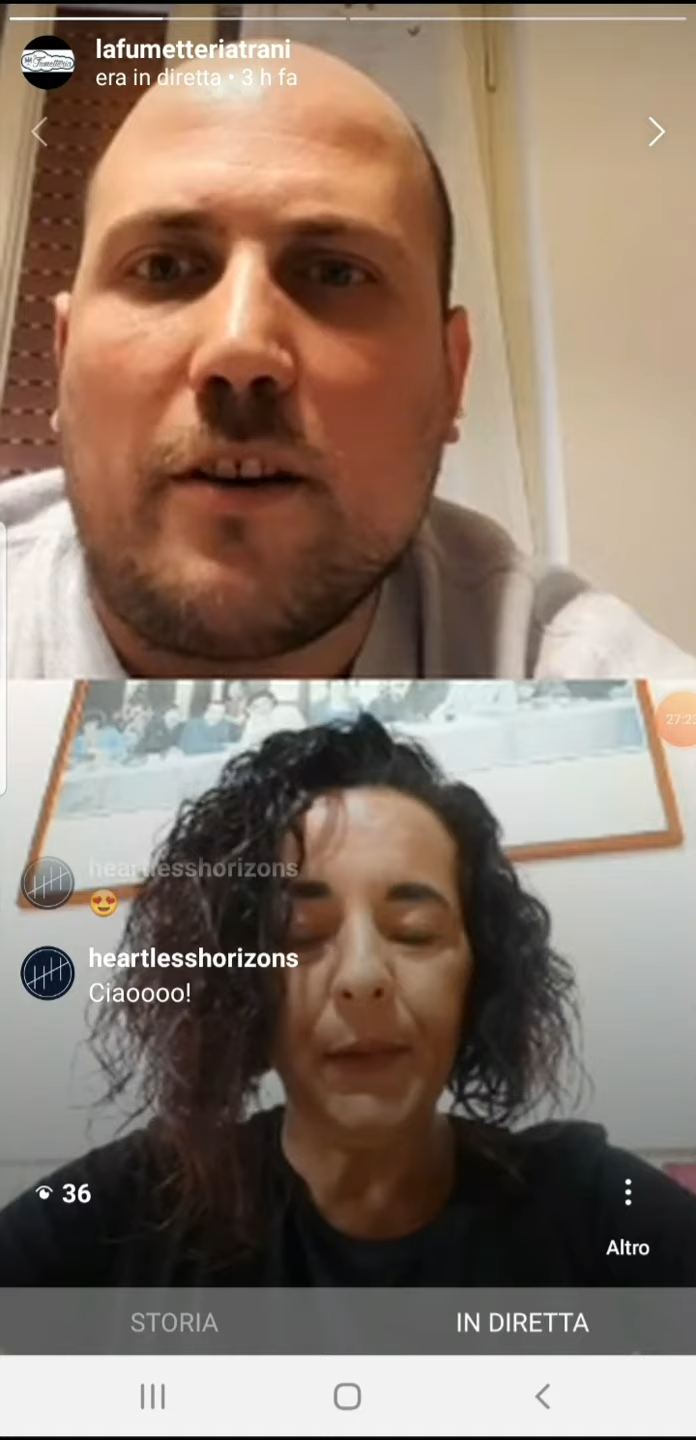 lafumetteriatrani
era in diretta • 3 h fa
heartlesshorizons
😍
heartlesshorizons
Ciaoooo!
36
Altro
STORIA
IN DIRETTA